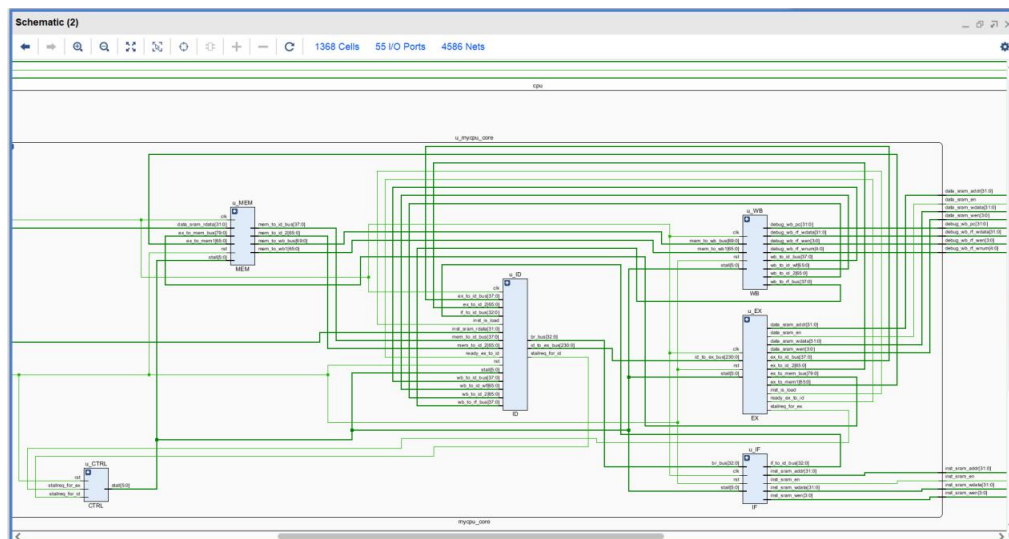 Schematic (2)
1368 Cells 55 I/O Ports 4586 Nets
cpu
u_mycpu_core
u_MEM
clk
data_sram_rdata[31:0]
ex_to_mem_bus[79:0]
ex_to_mem1[65:0]
rst
stall[5:0]
mem_to_id_bus[37:0]
mem_to_id_2[65:0]
mem_to_wb_bus[69:0]
mem_to_wb1[65:0]
MEM
u_ID
clk
ex_to_id_bus[37:0]
ex_to_id_2[65:0]
if_to_id_bus[32:0]
inst_is_load
inst_sram_rdata[31:0]
mem_to_id_bus[37:0]
mem_to_id_2[65:0]
ready_ex_to_id
rst
stall[5:0]
wb_to_id_bus[37:0]
wb_to_id_wf[65:0]
wb_to_id_2[65:0]
wb_to_rf_bus[37:0]
br_bus[32:0]
id_to_ex_bus[230:0]
stallreq_for_id
ID
u_WB
clk
mem_to_wb_bus[69:0]
mem_to_wb1[65:0]
rst
stall[5:0]
debug_wb_pc[31:0]
debug_wb_rf_wdata[31:0]
debug_wb_rf_wen[3:0]
debug_wb_rf_wnum[4:0]
wb_to_id_bus[37:0]
wb_to_id_wf[65:0]
wb_to_id_2[65:0]
wb_to_rf_bus[37:0]
WB
u_EX
clk
id_to_ex_bus[230:0]
rst
stall[5:0]
data_sram_addr[31:0]
data_sram_en
data_sram_wdata[31:0]
data_sram_wen[3:0]
ex_to_id_bus[37:0]
ex_to_id_2[65:0]
ex_to_mem_bus[79:0]
ex_to_mem1[65:0]
inst_is_load
ready_ex_to_id
stallreq_for_ex
EX
u_CTRL
rst
stallreq_for_ex
stallreq_for_id
stall[5:0]
CTRL
u_IF
br_bus[32:0]
clk
rst
stall[5:0]
if_to_id_bus[32:0]
inst_sram_addr[31:0]
inst_sram_en
inst_sram_wdata[31:0]
inst_sram_wen[3:0]
IF
data_sram_addr[31:0]
data_sram_en
data_sram_wdata[31:0]
data_sram_wen[3:0]
debug_wb_pc[31:0]
debug_wb_rf_wdata[31:0]
debug_wb_rf_wen[3:0]
debug_wb_rf_wnum[4:0]
inst_sram_addr[31:0]
inst_sram_en
inst_sram_wdata[31:0]
inst_sram_wen[3:0]
mycpu_core